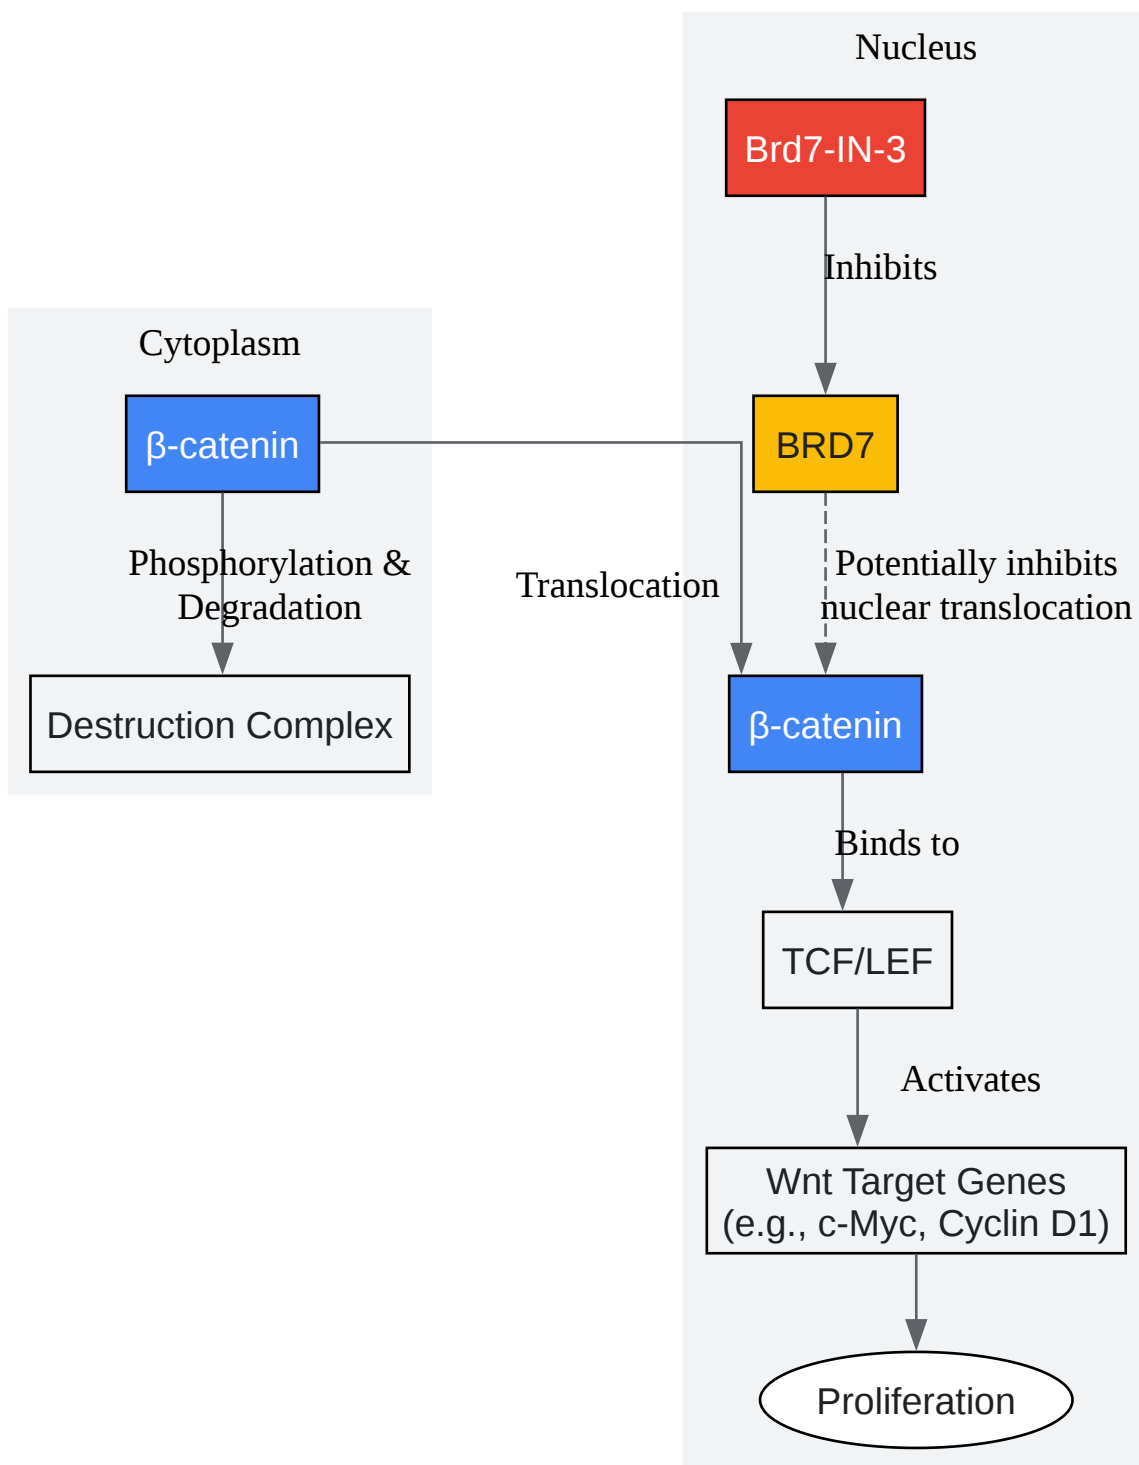 Nucleus
Brd7-IN-3
Inhibits
Cytoplasm
β-catenin
BRD7
Phosphorylation &
Degradation
Translocation
Potentially inhibits
nuclear translocation
Destruction Complex
β-catenin
Binds to
TCF/LEF
Activates
Wnt Target Genes
(e.g., c-Myc, Cyclin D1)
Proliferation